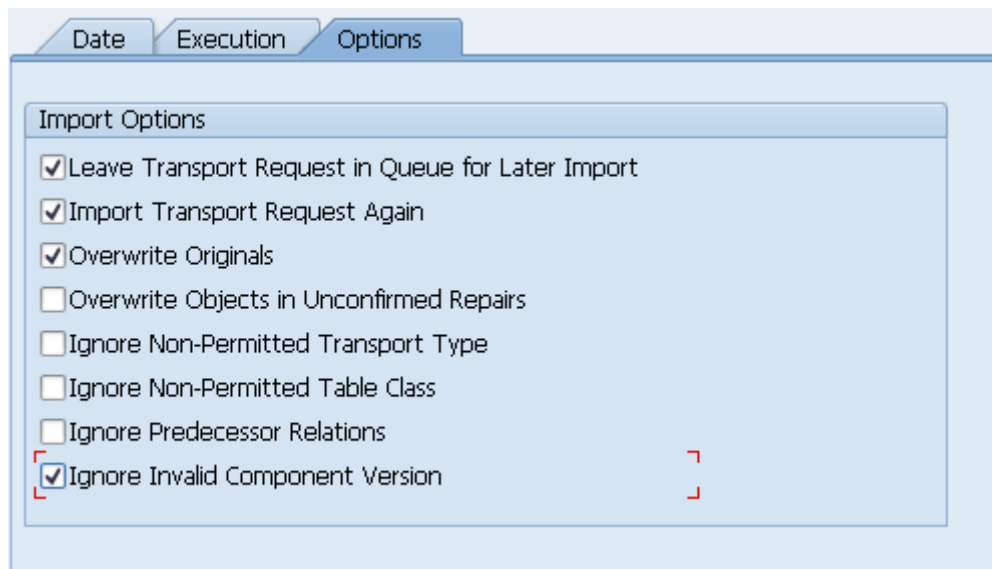 Date Execution Options
Import Options
Leave Transport Request in Queue for Later Import
Import Transport Request Again
Overwrite Originals
Overwrite Objects in Unconfirmed Repairs
Ignore Non-Permitted Transport Type
Ignore Non-Permitted Table Class
Ignore Predecessor Relations
Ignore Invalid Component Version